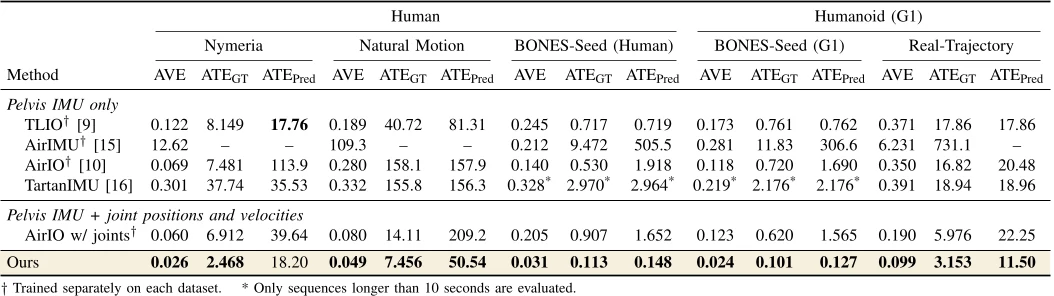 Human Humanoid (G1)
Nymeria Natural Motion BONES-Seed (Human) BONES-Seed (G1) Real-Trajectory
Method AVE ATE_GT ATE_Pred AVE ATE_GT ATE_Pred AVE ATE_GT ATE_Pred AVE ATE_GT ATE_Pred AVE ATE_GT ATE_Pred
Pelvis IMU only
TLIO† [9] 0.122 8.149 17.76 0.189 40.72 81.31 0.245 0.717 0.719 0.173 0.761 0.762 0.371 17.86 17.86
AirIMU† [15] 12.62 – – 109.3 – – 0.212 9.472 505.5 0.281 11.83 306.6 6.231 731.1 –
AirIO† [10] 0.069 7.481 113.9 0.280 158.1 157.9 0.140 0.530 1.918 0.118 0.720 1.690 0.350 16.82 20.48
TartanIMU [16] 0.301 37.74 35.53 0.332 155.8 156.3 0.328* 2.970* 2.964* 0.219* 2.176* 2.176* 0.391 18.94 18.96
Pelvis IMU + joint positions and velocities
AirIO w/ joints† 0.060 6.912 39.64 0.080 14.11 209.2 0.205 0.907 1.652 0.123 0.620 1.565 0.190 5.976 22.25
Ours 0.026 2.468 18.20 0.049 7.456 50.54 0.031 0.113 0.148 0.024 0.101 0.127 0.099 3.153 11.50
† Trained separately on each dataset. * Only sequences longer than 10 seconds are evaluated.